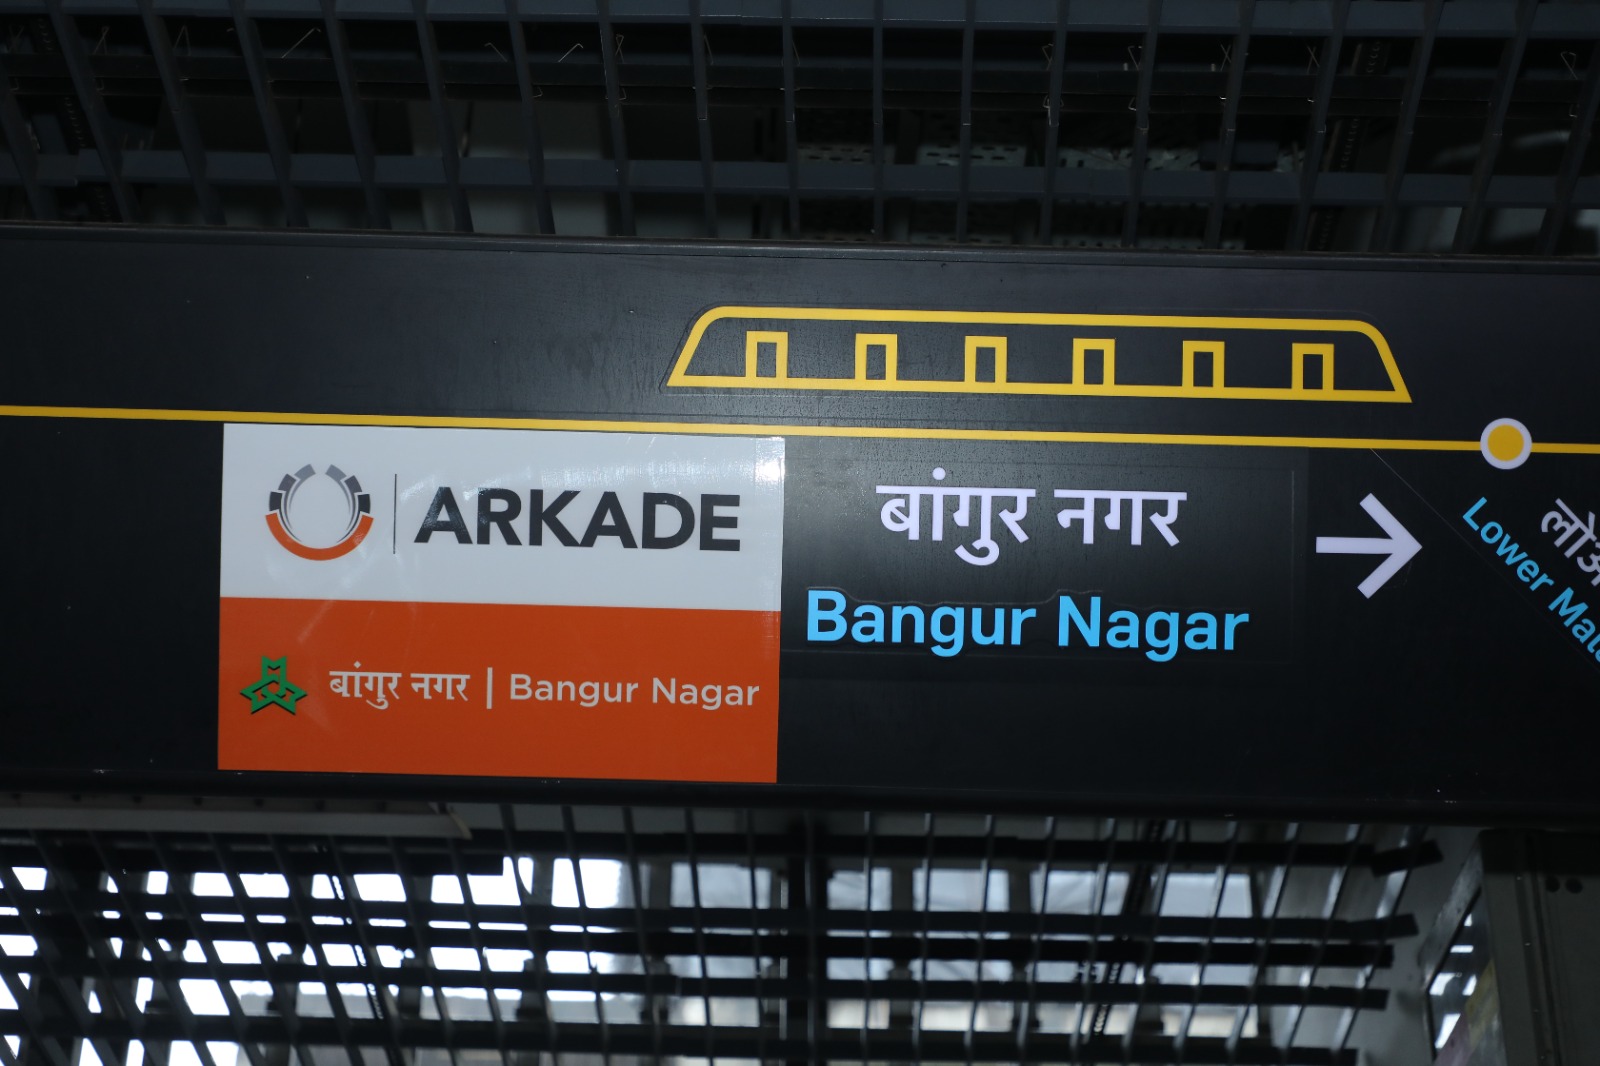 ARKADE
बांगुर नगर | Bangur Nagar
बांगुर नगर
Bangur Nagar
Lower